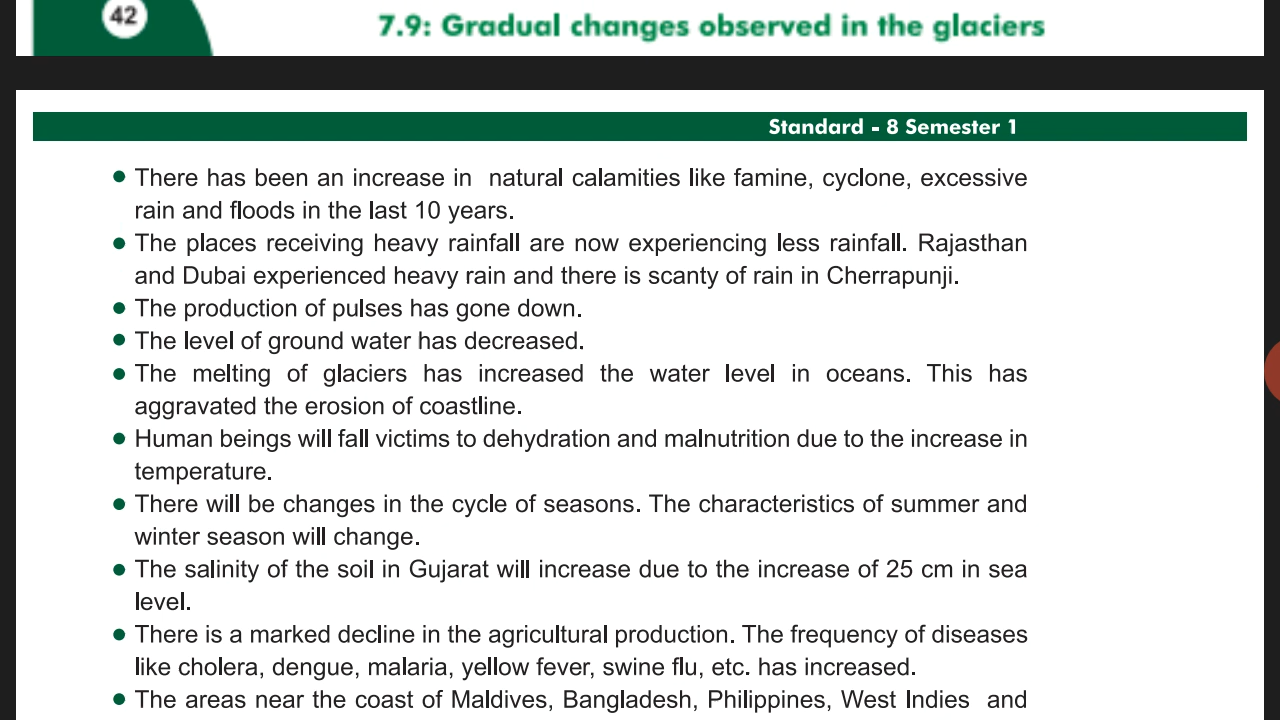 42
7.9: Gradual changes observed in the glaciers
Standard - 8 Semester 1
• There has been an increase in natural calamities like famine, cyclone, excessive
rain and floods in the last 10 years.
• The places receiving heavy rainfall are now experiencing less rainfall. Rajasthan
and Dubai experienced heavy rain and there is scanty of rain in Cherrapunji.
• The production of pulses has gone down.
• The level of ground water has decreased.
• The melting of glaciers has increased the water level in oceans. This has
aggravated the erosion of coastline.
• Human beings will fall victims to dehydration and malnutrition due to the increase in
temperature.
• There will be changes in the cycle of seasons. The characteristics of summer and
winter season will change.
• The salinity of the soil in Gujarat will increase due to the increase of 25 cm in sea
level.
• There is a marked decline in the agricultural production. The frequency of diseases
like cholera, dengue, malaria, yellow fever, swine flu, etc. has increased.
• The areas near the coast of Maldives, Bangladesh, Philippines, West Indies and